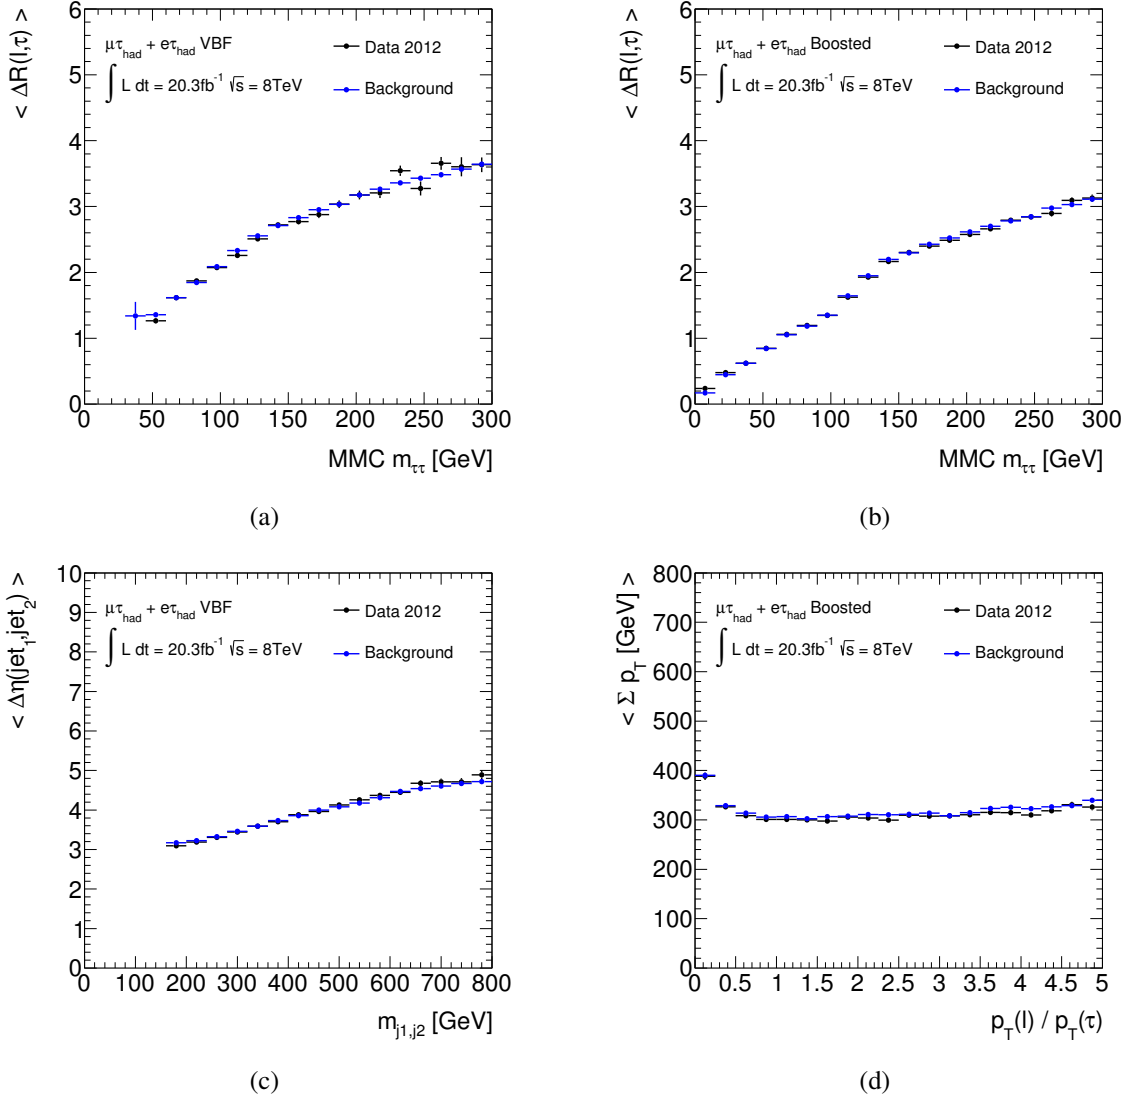 < ΔR(l,τ) >
6
5
4
3
2
1
0
μτhad + eτhad VBF
∫ L dt = 20.3fb-1 √s = 8TeV
Data 2012
Background
0 50 100 150 200 250 300
MMC mττ [GeV]
(a)
< ΔR(l,τ) >
6
5
4
3
2
1
0
μτhad + eτhad Boosted
∫ L dt = 20.3fb-1 √s = 8TeV
Data 2012
Background
0 50 100 150 200 250 300
MMC mττ [GeV]
(b)
< Δη(jet1,jet2) >
10
9
8
7
6
5
4
3
2
1
0
μτhad + eτhad VBF
∫ L dt = 20.3fb-1 √s = 8TeV
Data 2012
Background
0 100 200 300 400 500 600 700 800
mj1,j2 [GeV]
(c)
< Σ pT [GeV] >
800
700
600
500
400
300
200
100
0
μτhad + eτhad Boosted
∫ L dt = 20.3fb-1 √s = 8TeV
Data 2012
Background
0 0.5 1 1.5 2 2.5 3 3.5 4 4.5 5
pT(l) / pT(τ)
(d)